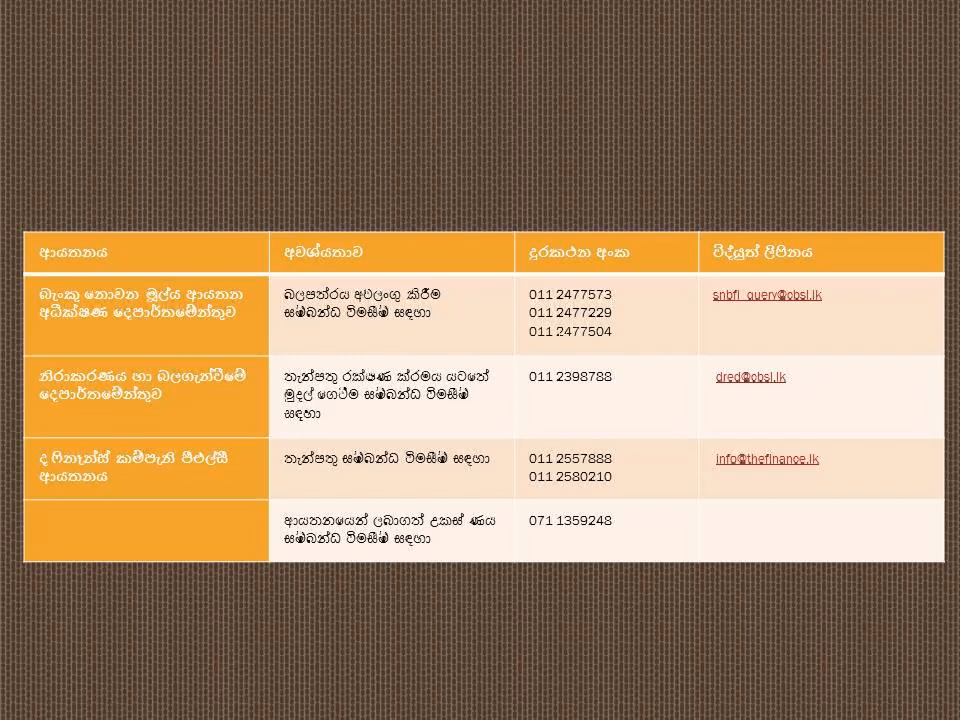 ආයතනය
අවශ්යතාව
දුරකථන අංක
විද්යුත් ලිපිනය
බැංකු නොවන මූල්ය ආයතන
අධීක්ෂණ දෙපාර්තමේන්තුව
බලපත්රය අවලංගු කිරීම
සම්බන්ධ විමසීම් සඳහා
011 2477573
011 2477229
011 2477504
snbfi_query@cbsl.lk
නිරාකරණය හා බලගැන්වීමේ
දෙපාර්තමේන්තුව
තැන්පතු රක්ෂණ ක්රමය යටතේ
මුදල් ගෙවීම් සම්බන්ධ විමසීම්
සඳහා
011 2398788
dred@cbsl.lk
ද ෆිනෑන්ස් කම්පැනි පීඑල්සී
ආයතනය
තැන්පතු සම්බන්ධ විමසීම් සඳහා
011 2557888
011 2580210
info@thefinance.lk
ආයතනයෙන් ලබාගත් උකස් ණය
සම්බන්ධ විමසීම් සඳහා
071 1359248